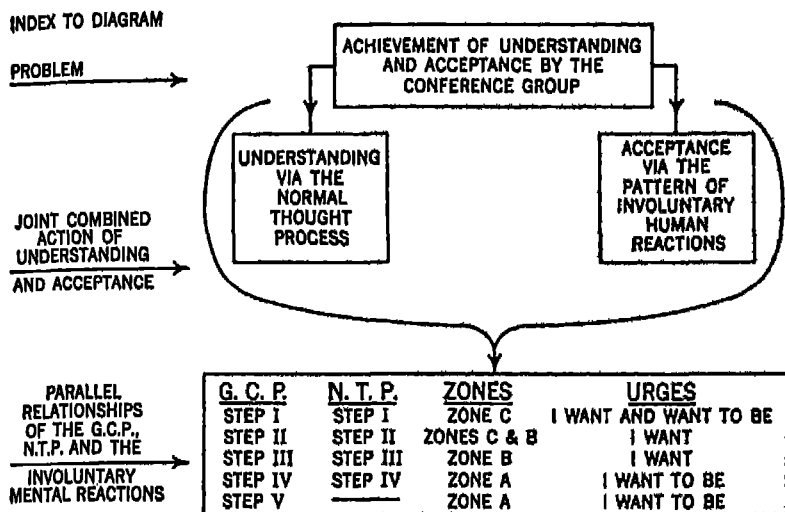 INDEX TO DIAGRAM
PROBLEM
ACHIEVEMENT OF UNDERSTANDING
AND ACCEPTANCE BY THE
CONFERENCE GROUP
UNDERSTANDING
VIA THE
NORMAL
THOUGHT
PROCESS
ACCEPTANCE
VIA THE
PATTERN OF
INVOLUNTARY
HUMAN
REACTIONS
JOINT COMBINED
ACTION OF
UNDERSTANDING
AND ACCEPTANCE
PARALLEL
RELATIONSHIPS
OF THE G.C.P.,
N.T.P. AND THE
INVOLUNTARY
MENTAL REACTIONS
G. C. P. N. T. P. ZONES URGES
STEP I STEP I ZONE C I WANT AND WANT TO BE
STEP II STEP II ZONES C & B I WANT
STEP III STEP III ZONE B I WANT
STEP IV STEP IV ZONE A I WANT TO BE
STEP V ZONE A I WANT TO BE